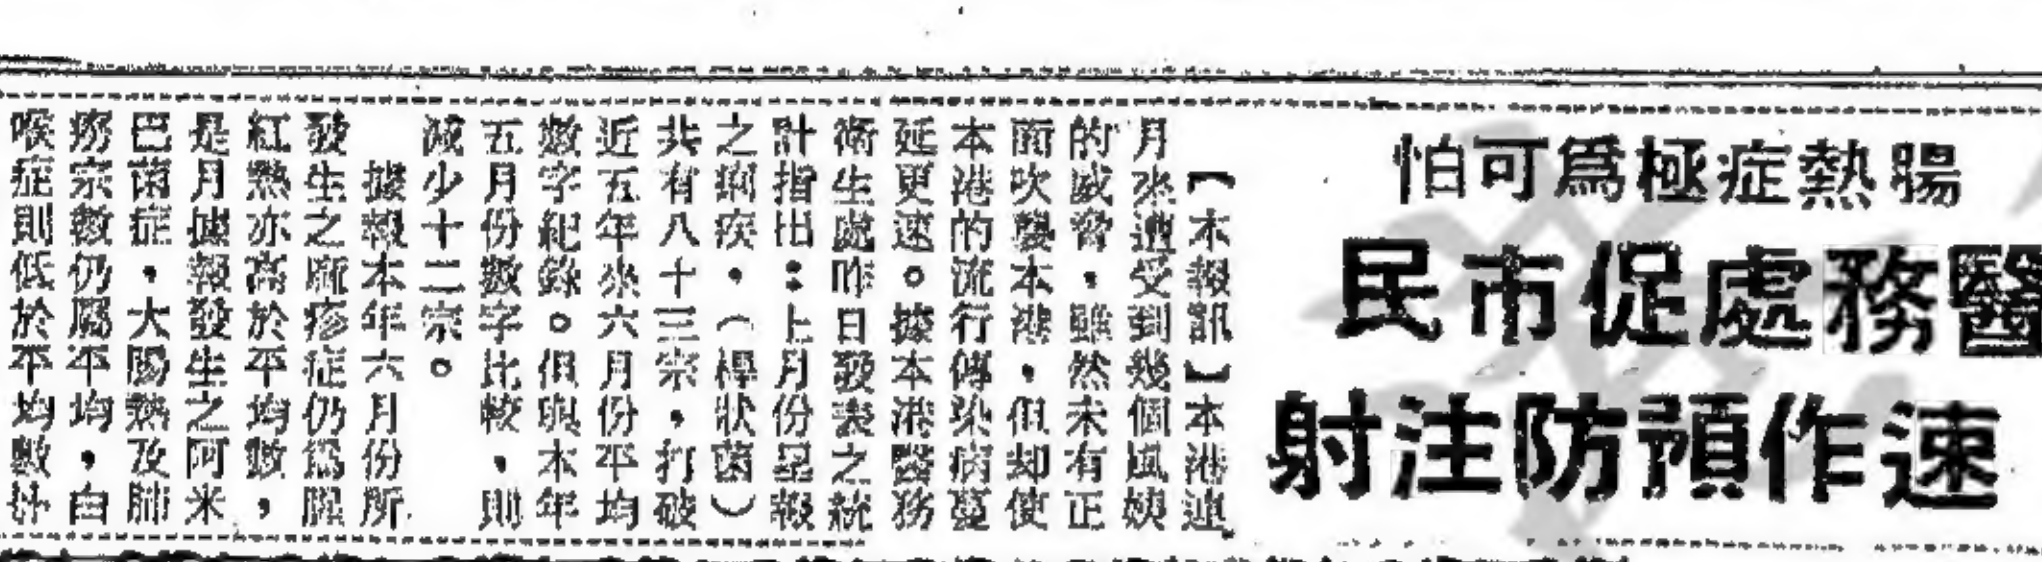 腸熱症極爲可怕
醫務處促市民
速作預防注射
【本報訊】本港連
月來遭受到幾個風姨
的威脅，雖然未有正
面吹襲本港，但却使
本港的流行傳染病蔓
延更速。據本港醫務
衛生處昨日發表之統
計指出：上月份呈報
之痢疾，（桿狀菌）
共有八十三宗，打破
近五年來六月份平均
數字紀錄。但與本年
五月份數字比較，則
減少十二宗。
據報本年六月份所
發生之麻疹症仍爲
紅熱亦高於平均數，
是月據報發生之阿米
巴菌症，大腸熱及肺
癆宗數仍屬平均，白
喉症則低於平均數